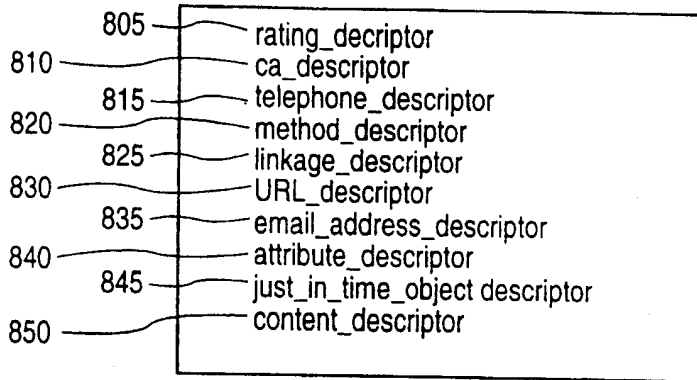 805 rating_decriptor
810 ca_descriptor
815 telephone_descriptor
820 method_descriptor
825 linkage_descriptor
830 URL_descriptor
835 email_address_descriptor
840 attribute_descriptor
845 just_in_time_object descriptor
850 content_descriptor